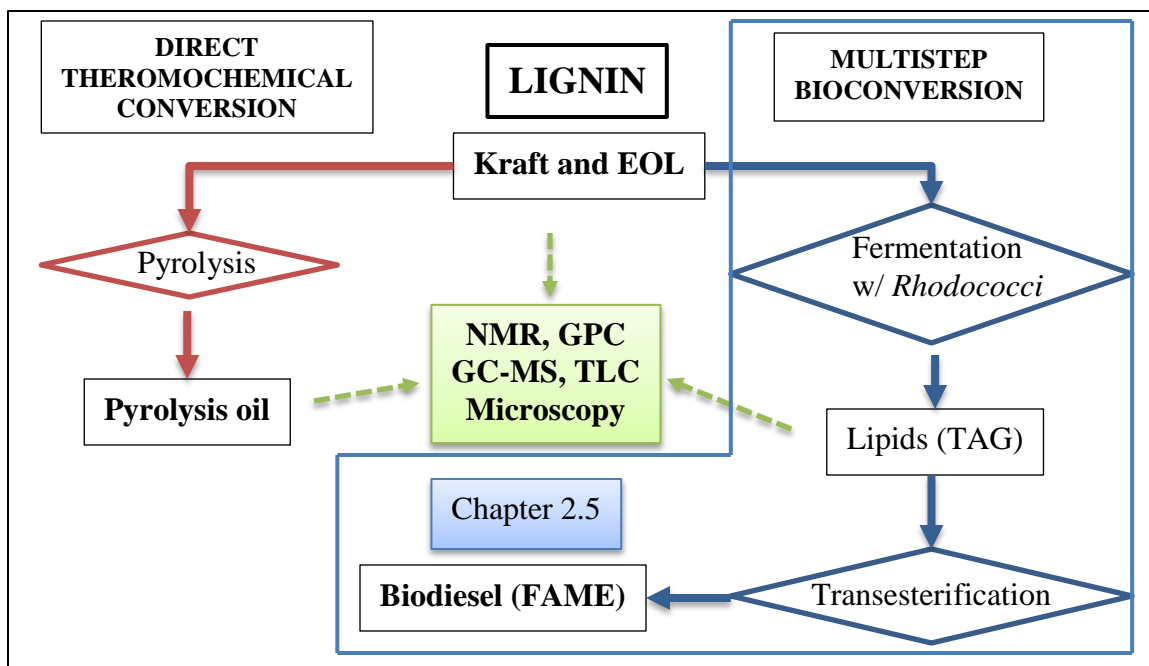 DIRECT
THEROMOCHEMICAL
CONVERSION
LIGNIN
MULTISTEP
BIOCONVERSION
Kraft and EOL
Pyrolysis
Fermentation
w/ Rhodococci
NMR, GPC
GC-MS, TLC
Microscopy
Pyrolysis oil
Lipids (TAG)
Chapter 2.5
Biodiesel (FAME)
Transesterification